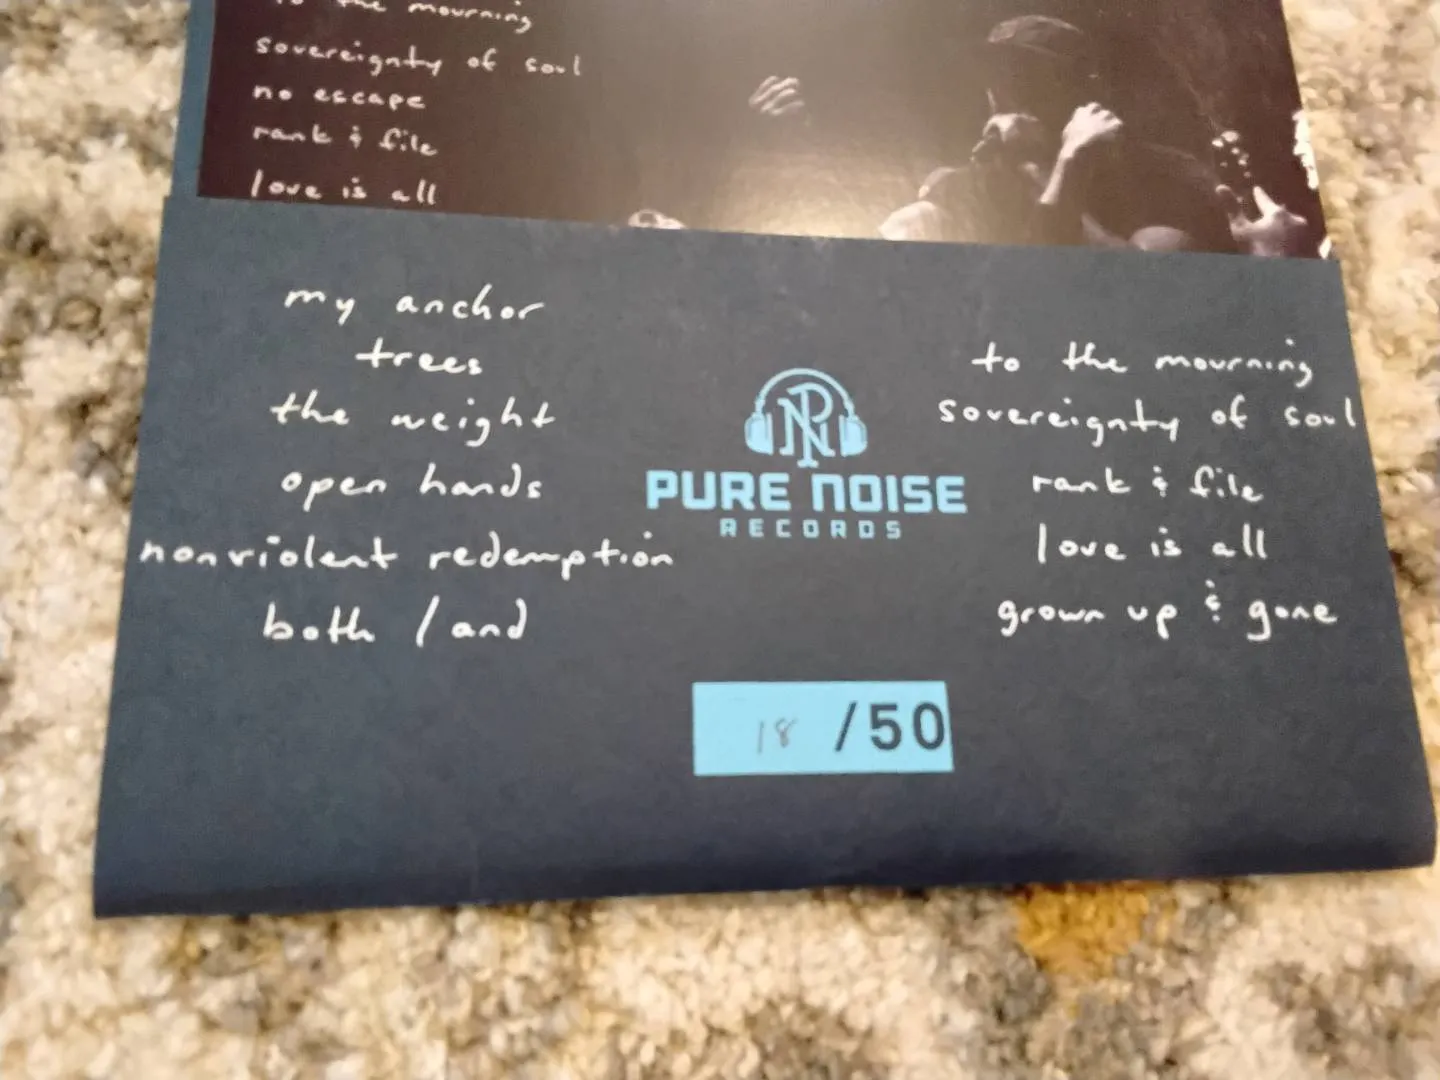 to the mourning
sovereignty of soul
no escape
rank & file
love is all
my anchor
trees
the weight
open hands
nonviolent redemption
both / and
PNR
PURE NOISE
RECORDS
to the mourning
sovereignty of soul
rank & file
love is all
grown up & gone
18 /50